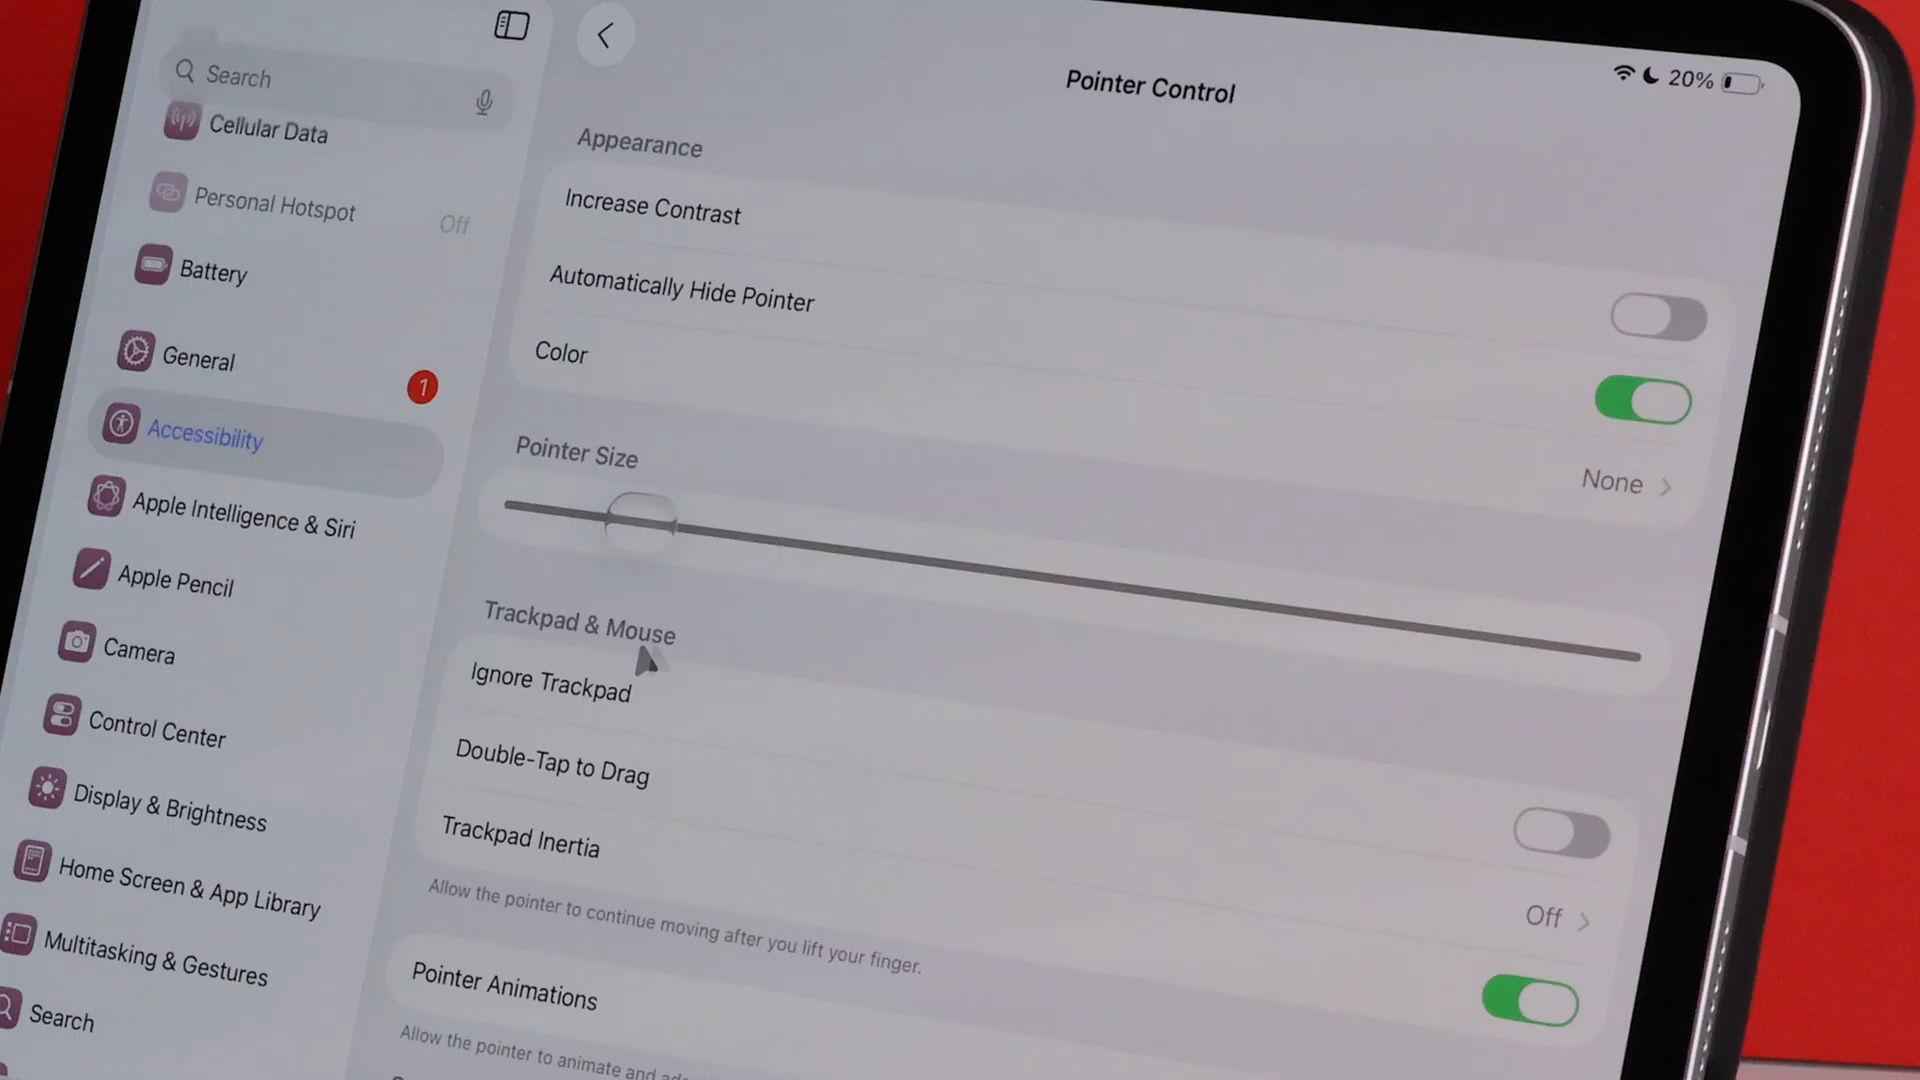 Search
Cellular Data
Personal Hotspot
Off
Battery
General
1
Accessibility
Apple Intelligence & Siri
Apple Pencil
Camera
Control Center
Display & Brightness
Home Screen & App Library
Multitasking & Gestures
Search
Pointer Control
20%
Appearance
Increase Contrast
Automatically Hide Pointer
Color
None
Pointer Size
Trackpad & Mouse
Ignore Trackpad
Double-Tap to Drag
Off
Trackpad Inertia
Allow the pointer to continue moving after you lift your finger.
Pointer Animations
Allow the pointer to animate and